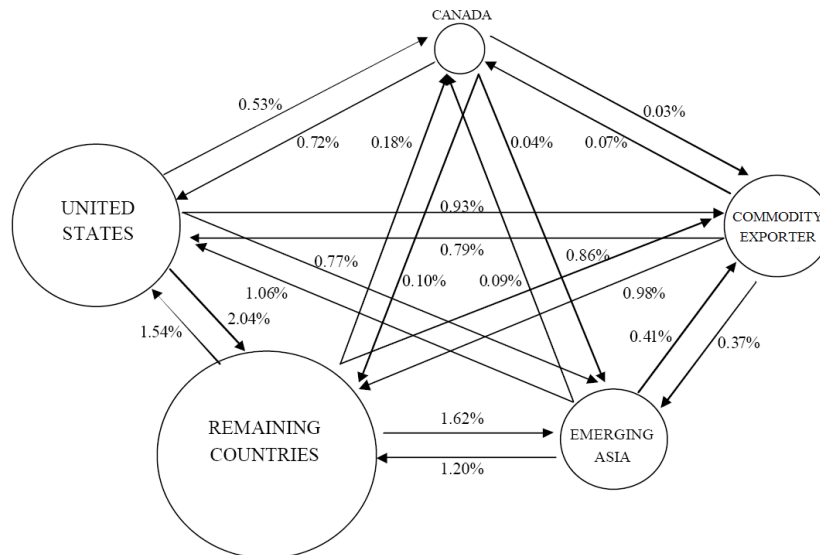 CANADA
0.53%
0.03%
0.72%
0.18%
0.04%
0.07%
UNITED
STATES
0.93%
COMMODITY
EXPORTER
0.79%
0.86%
0.77%
0.10%
0.09%
1.06%
0.98%
2.04%
1.54%
0.41%
0.37%
REMAINING
COUNTRIES
1.62%
EMERGING
ASIA
1.20%